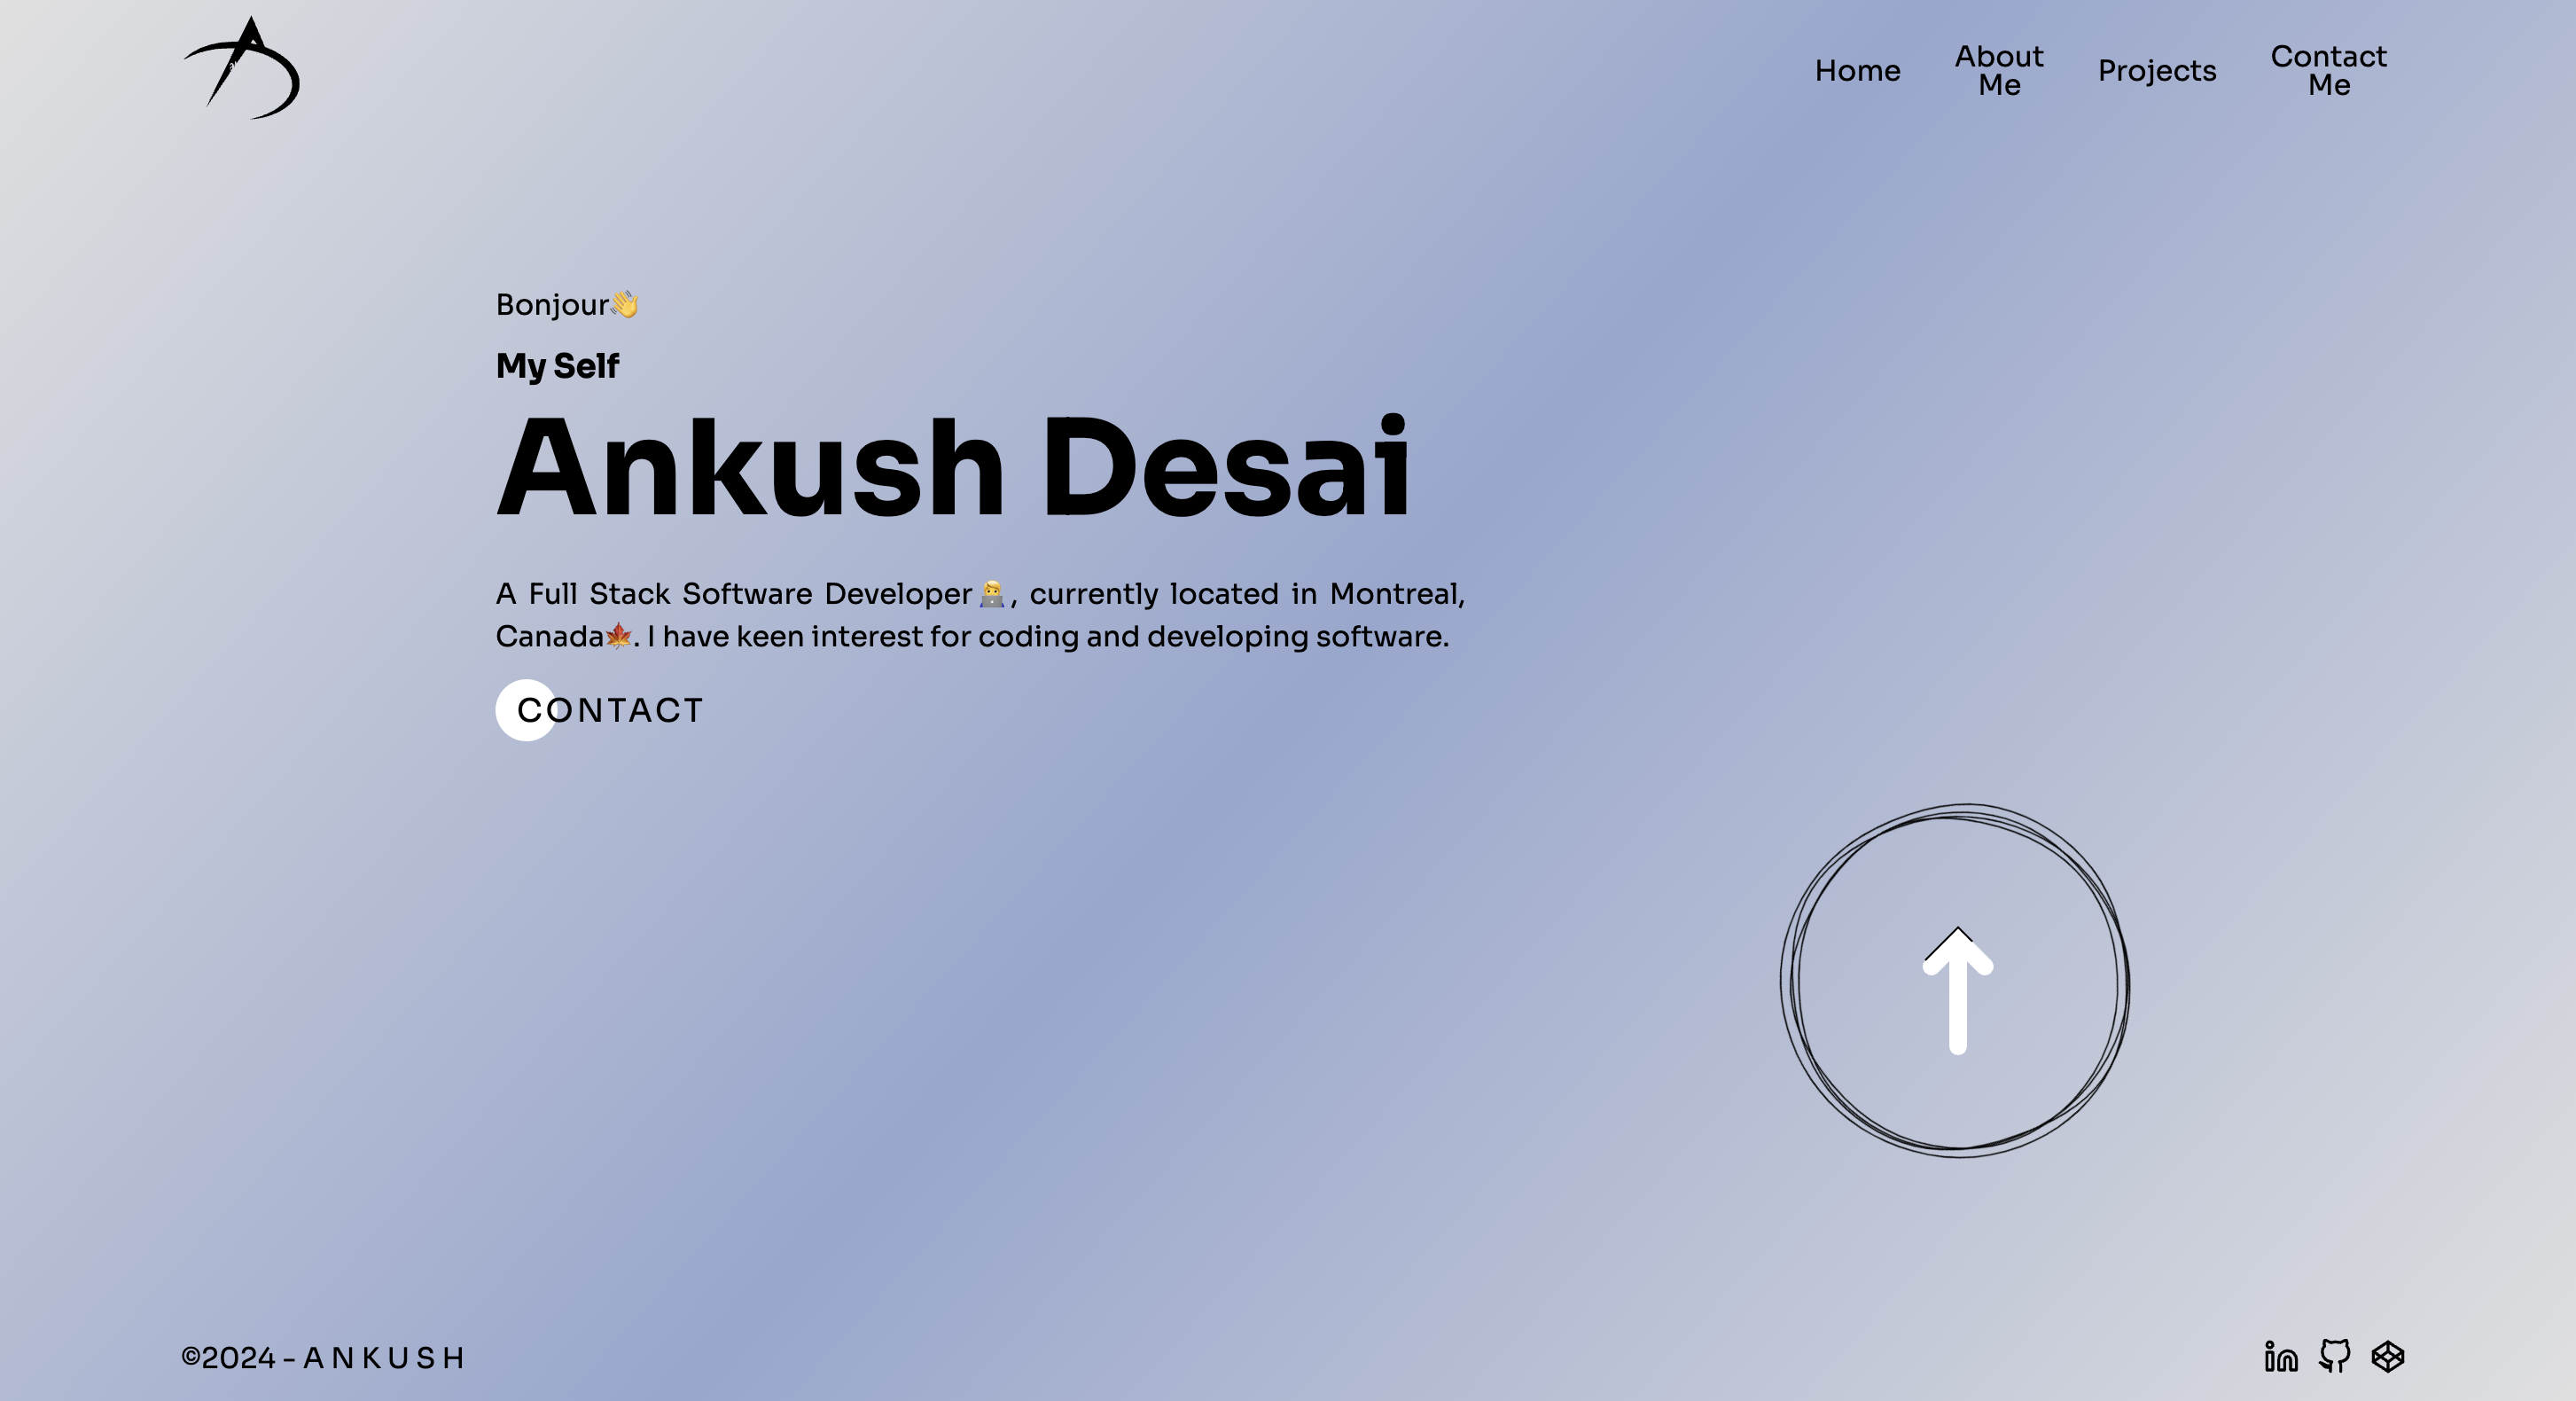 Home
About
Me
Projects
Contact
Me
Bonjour👋
My Self
Ankush Desai
A Full Stack Software Developer🧑‍💻, currently located in Montreal,
Canada🍁. I have keen interest for coding and developing software.
CONTACT
©2024 - A N K U S H
in